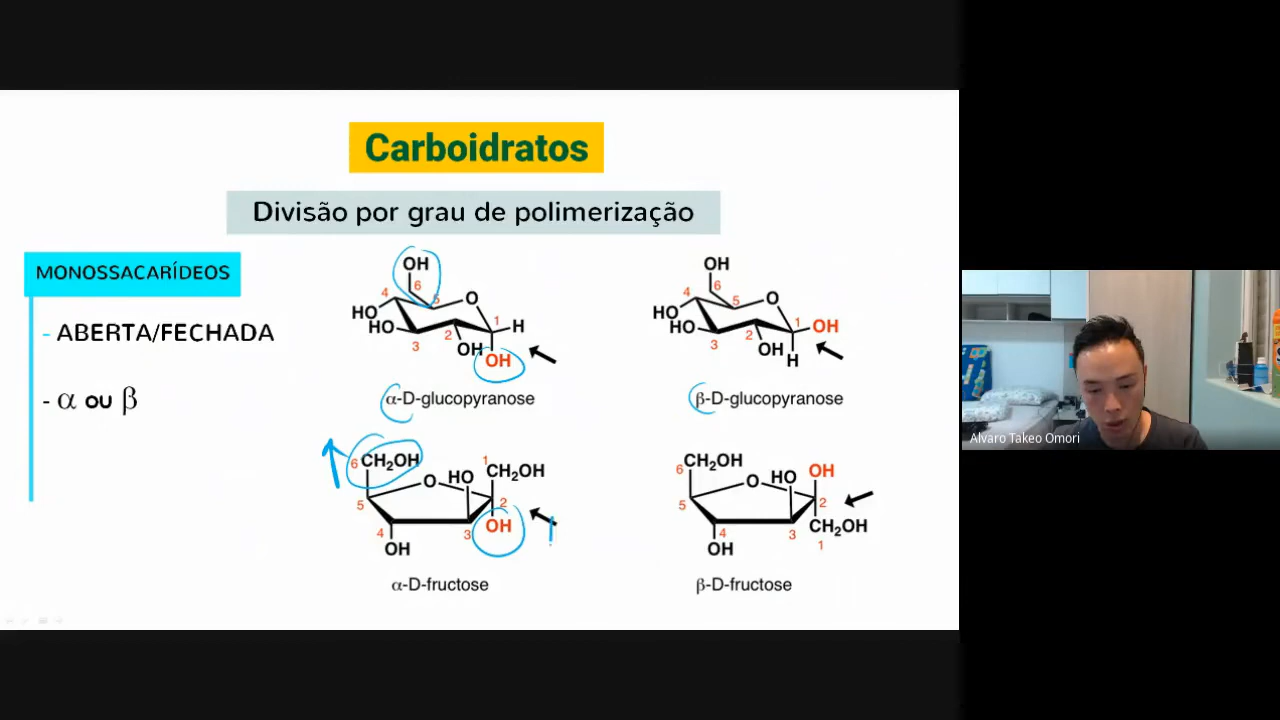 Carboidratos
Divisão por grau de polimerização
MONOSSACARÍDEOS
- ABERTA/FECHADA
- α ou β
OH
6
4
5
O
HO
HO
1
H
2
3
OH
OH
α-D-glucopyranose
OH
6
4
5
O
HO
HO
1
OH
2
3
OH
H
β-D-glucopyranose
6
CH₂OH
1
CH₂OH
HO
O
5
2
OH
4
3
OH
α-D-fructose
6
CH₂OH
OH
HO
O
5
2
CH₂OH
4
3
1
OH
β-D-fructose
Alvaro Takeo Omori